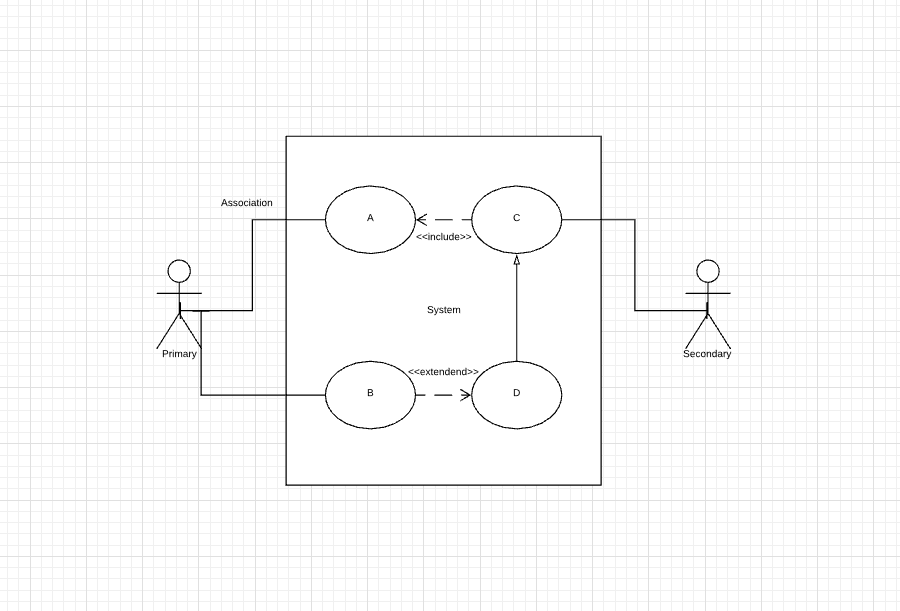 Association
A
C
<<include>>
System
Primary
Secondary
<<extendend>>
B
D